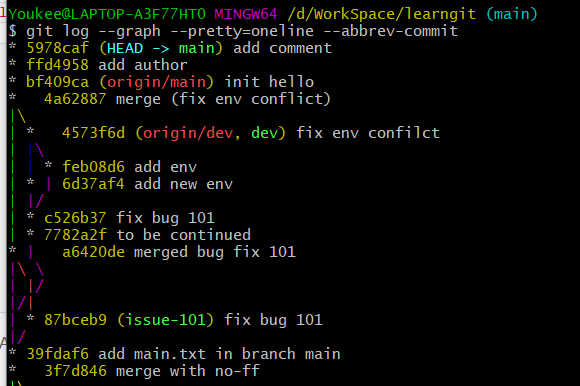 Youkee@LAPTOP-A3F77HTO MINGW64 /d/WorkSpace/learngit (main)
$ git log --graph --pretty=oneline --abbrev-commit
* 5978caf (HEAD -> main) add comment
* ffd4958 add author
* bf409ca (origin/main) init hello
*   4a62887 merge (fix env conflict)
|\
| *   4573f6d (origin/dev, dev) fix env confilct
| |\
| | * feb08d6 add env
| * | 6d37af4 add new env
| |/
| * c526b37 fix bug 101
| * 7782a2f to be continued
* |   a6420de merged bug fix 101
|\ \
| |/
|/|
| * 87bceb9 (issue-101) fix bug 101
|/
* 39fdaf6 add main.txt in branch main
*   3f7d846 merge with no-ff
|\